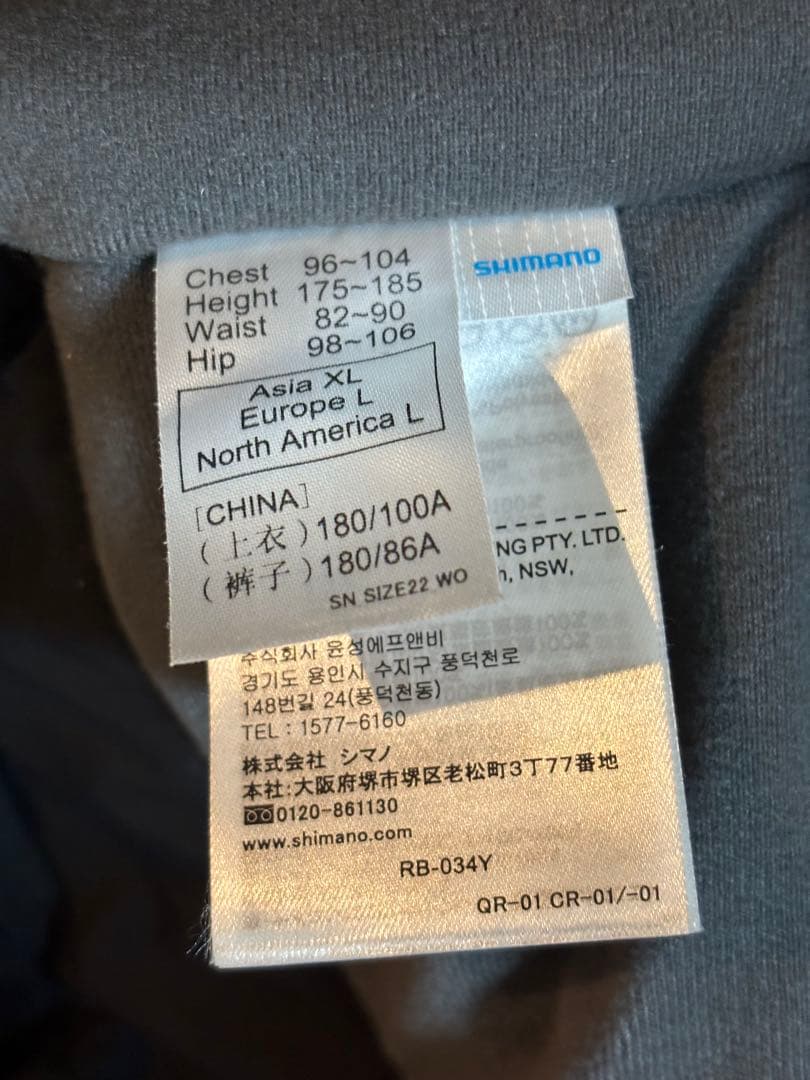 Chest 96~104
Height 175~185
Waist 82~90
Hip 98~106
Asia XL
Europe L
North America L
[CHINA]
(上衣)180/100A
(裤子)180/86A
SN SIZE22 WO
SHIMANO
NG PTY. LTD.
, NSW,
주식회사 윤성에프앤비
경기도 용인시 수지구 풍덕천로
148번길 24(풍덕천동)
TEL : 1577-6160
株式会社 シマノ
本社:大阪府堺市堺区老松町3丁77番地
0120-861130
www.shimano.com
RB-034Y
QR-01 CR-01/-01